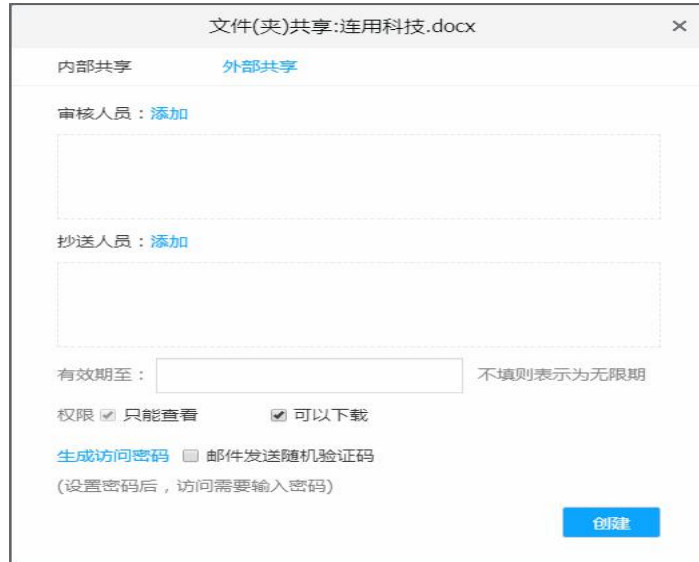 文件(夹)共享:连用科技.docx
内部共享 外部共享
审核人员：添加
抄送人员：添加
有效期至： 不填则表示为无限期
权限 只能查看 可以下载
生成访问密码 邮件发送随机验证码
(设置密码后，访问需要输入密码)
创建